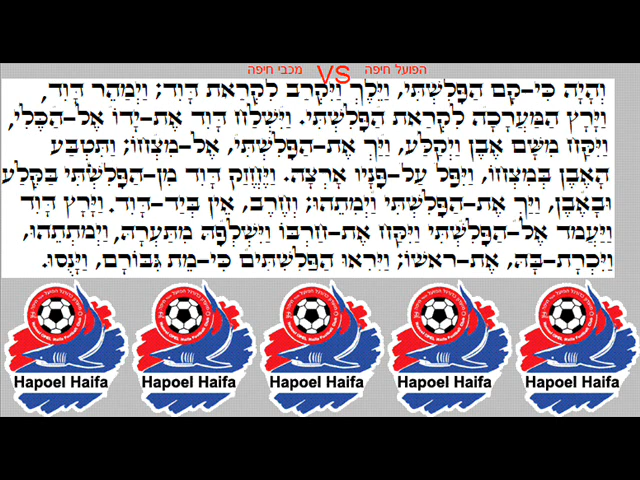 הפועל חיפה VS מכבי חיפה
וְהָיָה כִּי-קָם הַפְּלִשְׁתִּי, וַיֵּלֶךְ וַיִּקְרַב לִקְרַאת דָּוִד; וַיְמַהֵר דָּוִד,
וַיָּרָץ הַמַּעֲרָכָה לִקְרַאת הַפְּלִשְׁתִּי. וַיִּשְׁלַח דָּוִד אֶת-יָדוֹ אֶל-הַכֶּלִי,
וַיִּקַּח מִשָּׁם אֶבֶן וַיְקַלַּע, וַיַּךְ אֶת-הַפְּלִשְׁתִּי, אֶל-מִצְחוֹ; וַתִּטְבַּע
הָאֶבֶן בְּמִצְחוֹ, וַיִּפֹּל עַל-פָּנָיו אָרְצָה. וַיֶּחֱזַק דָּוִד מִן-הַפְּלִשְׁתִּי בַּקֶּלַע
וּבָאֶבֶן, וַיַּךְ אֶת-הַפְּלִשְׁתִּי וַיְמִתֵהוּ; וְחֶרֶב, אֵין בְּיַד-דָּוִד. וַיָּרָץ דָּוִד
וַיַּעֲמֹד אֶל-הַפְּלִשְׁתִּי וַיִּקַּח אֶת-חַרְבּוֹ וַיִּשְׁלְפָהּ מִתַּעְרָהּ, וַיְמֹתְתֵהוּ,
וַיִּכְרָת-בָּהּ, אֶת-רֹאשׁוֹ; וַיִּרְאוּ הַפְּלִשְׁתִּים כִּי-מֵת גִּבּוֹרָם, וַיָּנֻסוּ.
Hapoel Haifa
Hapoel Haifa
Hapoel Haifa
Hapoel Haifa
Hapoel Haifa